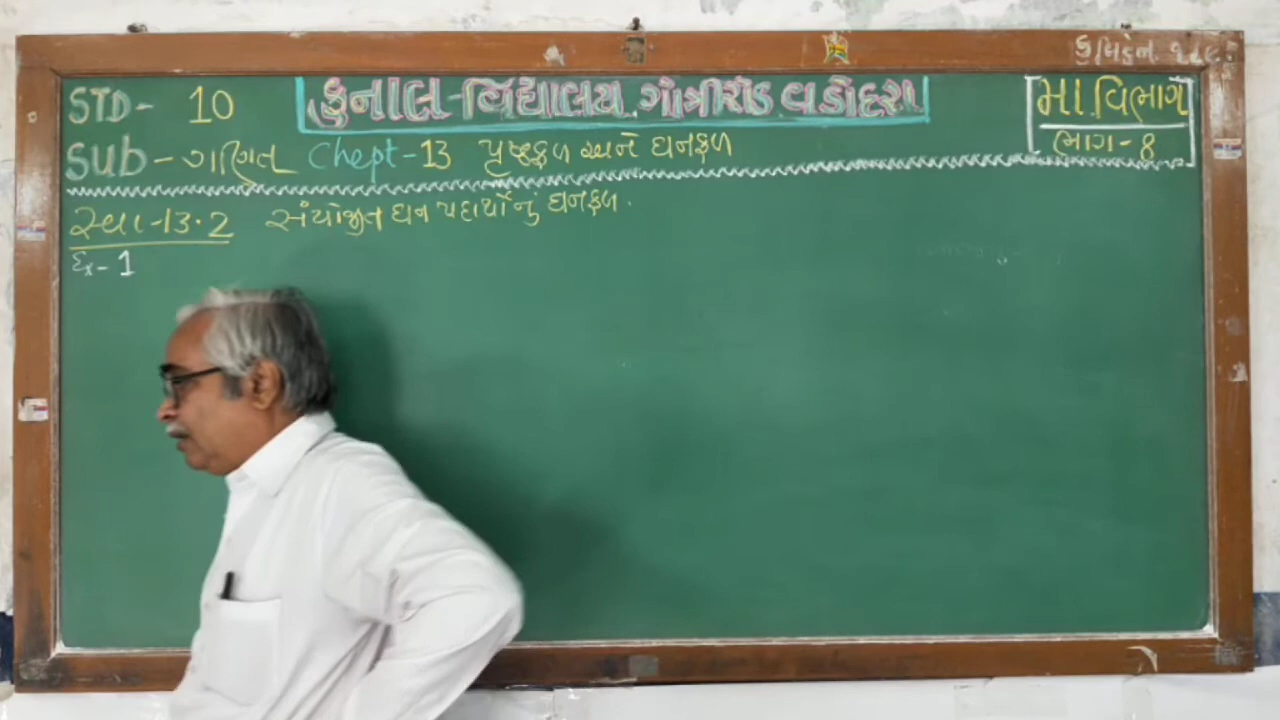 STD- 10
કુનાલ-વિદ્યાલય. ગોત્રીરોડ વડોદરા
મા.વિભાગ
ભાગ-8
SUB - ગણિત Chept-13 પૃષ્ઠફળ અને ઘનફળ
સ્વા-13.2 સંયોજીત ઘન પદાર્થોનું ઘનફળ.
દા- 1